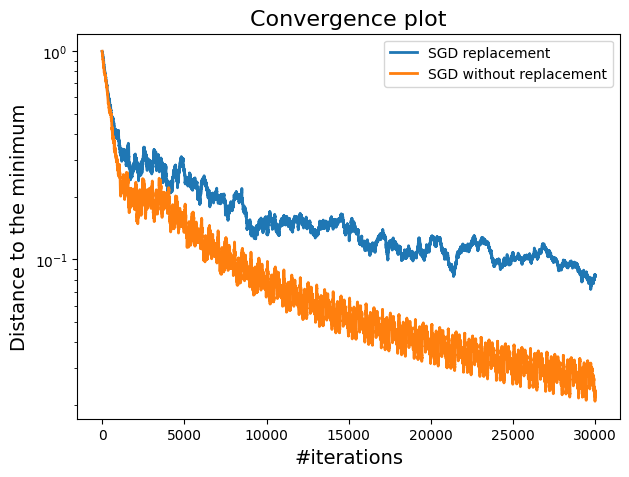 Convergence plot
SGD replacement
SGD without replacement
Distance to the minimum
10⁰
10⁻¹
0 5000 10000 15000 20000 25000 30000
#iterations